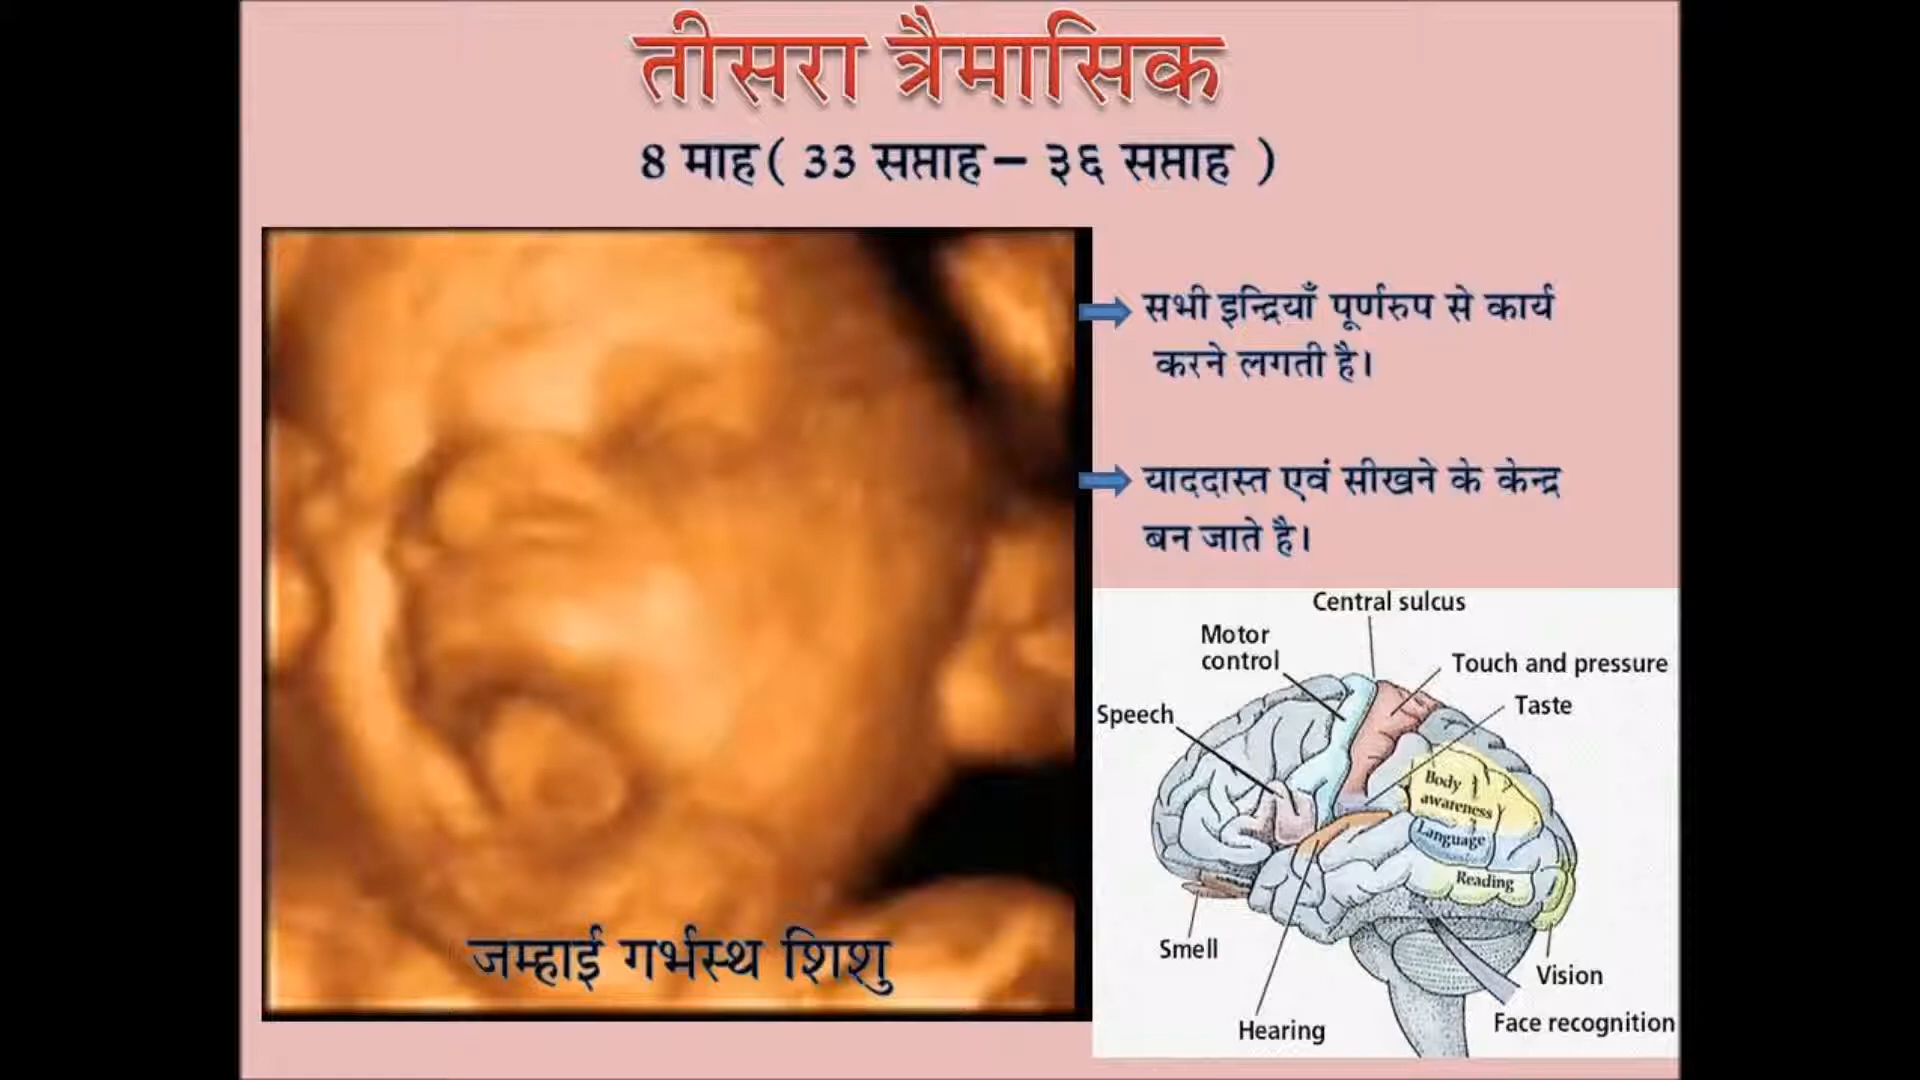 तीसरा त्रैमासिक
8 माह ( 33 सप्ताह – ३६ सप्ताह )
सभी इन्द्रियाँ पूर्णरुप से कार्य
करने लगती है।
याददास्त एवं सीखने के केन्द्र
बन जाते है।
जम्हाई गर्भस्थ शिशु
Central sulcus
Motor
control
Touch and pressure
Taste
Speech
Body
awareness
Language
Reading
Smell
Vision
Hearing
Face recognition